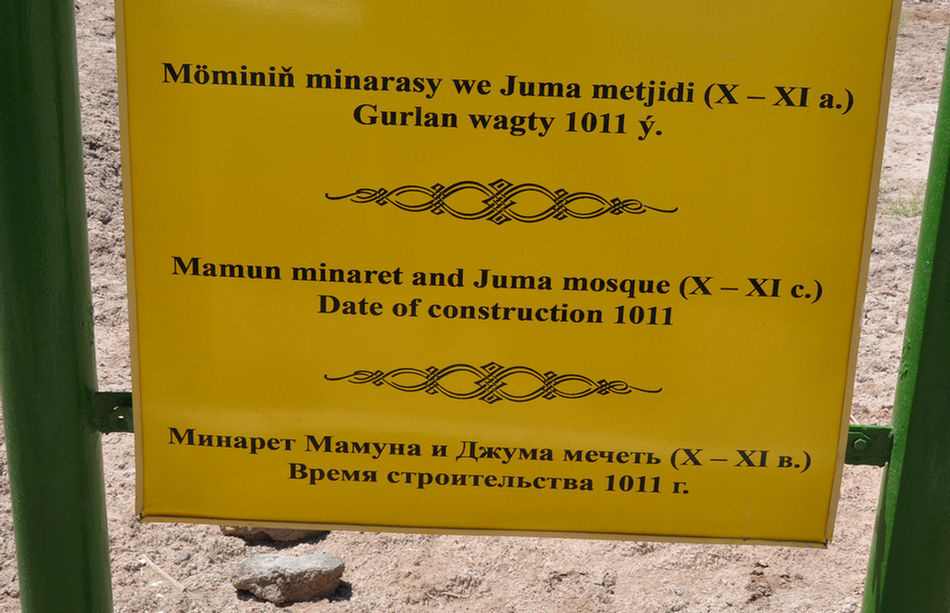 Möminiň minarasy we Juma metjidi (X – XI a.)
Gurlan wagty 1011 ý.
Mamun minaret and Juma mosque (X – XI c.)
Date of construction 1011
Минарет Мамуна и Джума мечеть (X – XI в.)
Время строительства 1011 г.